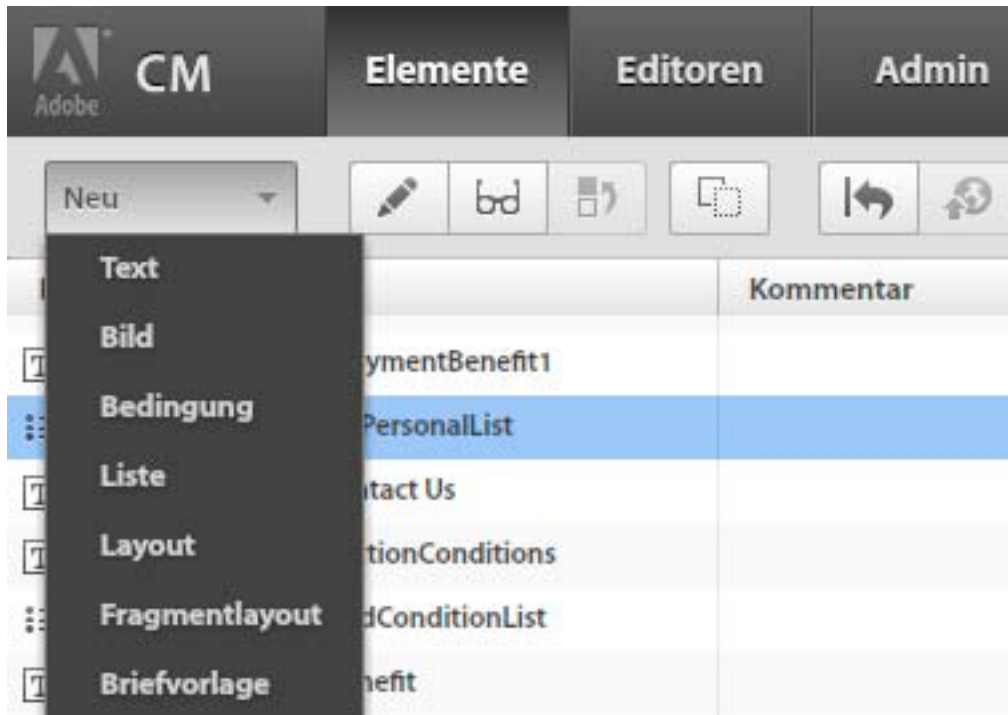 Adobe CM Elemente Editoren Admin
Neu
Text
Kommentar
Bild
ymentBenefit1
Bedingung
PersonalList
Liste
tact Us
Layout
tionConditions
Fragmentlayout
dConditionList
Briefvorlage
nefit